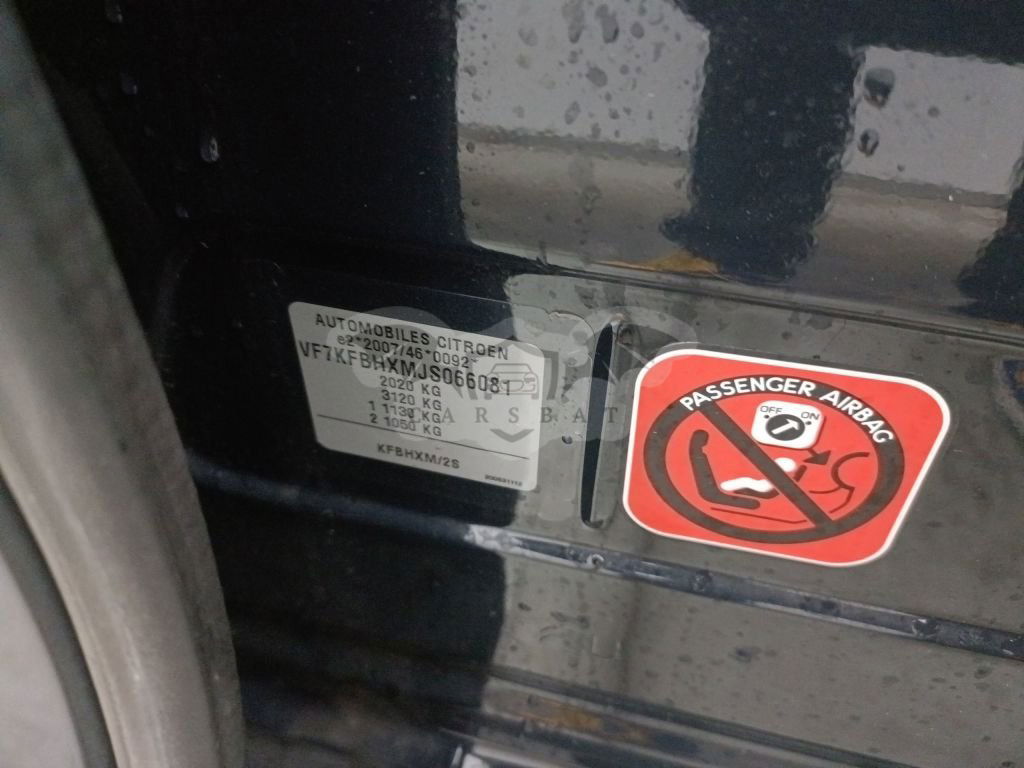 AUTOMOBILES CITROEN
e2*2007/46*0092*
VF7KFBHXMJS066081
2020 KG
3120 KG
1 1130 KG
2 1050 KG
KFBHXM/2S
PASSENGER AIRBAG
OFF ON
CARSBAT